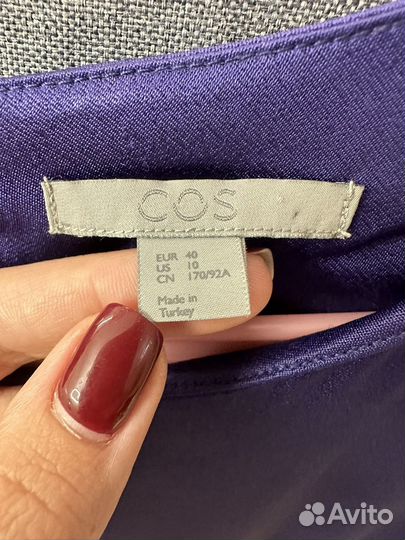 COS
EUR 40
US 10
CN 170/92A
Made in
Turkey
Avito